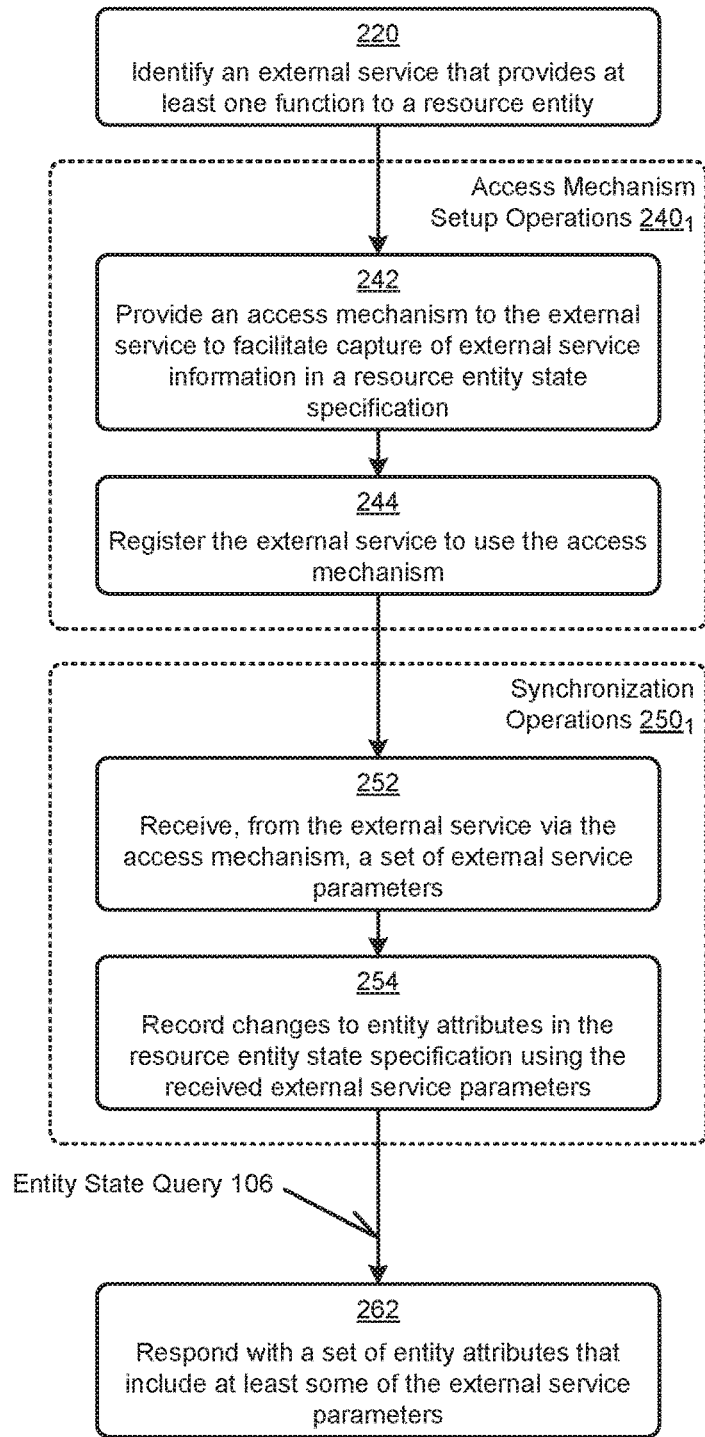 220
Identify an external service that provides at
least one function to a resource entity
Access Mechanism
Setup Operations 240₁
242
Provide an access mechanism to the external
service to facilitate capture of external service
information in a resource entity state
specification
244
Register the external service to use the access
mechanism
Synchronization
Operations 250₁
252
Receive, from the external service via the
access mechanism, a set of external service
parameters
254
Record changes to entity attributes in the
resource entity state specification using the
received external service parameters
Entity State Query 106
262
Respond with a set of entity attributes that
include at least some of the external service
parameters